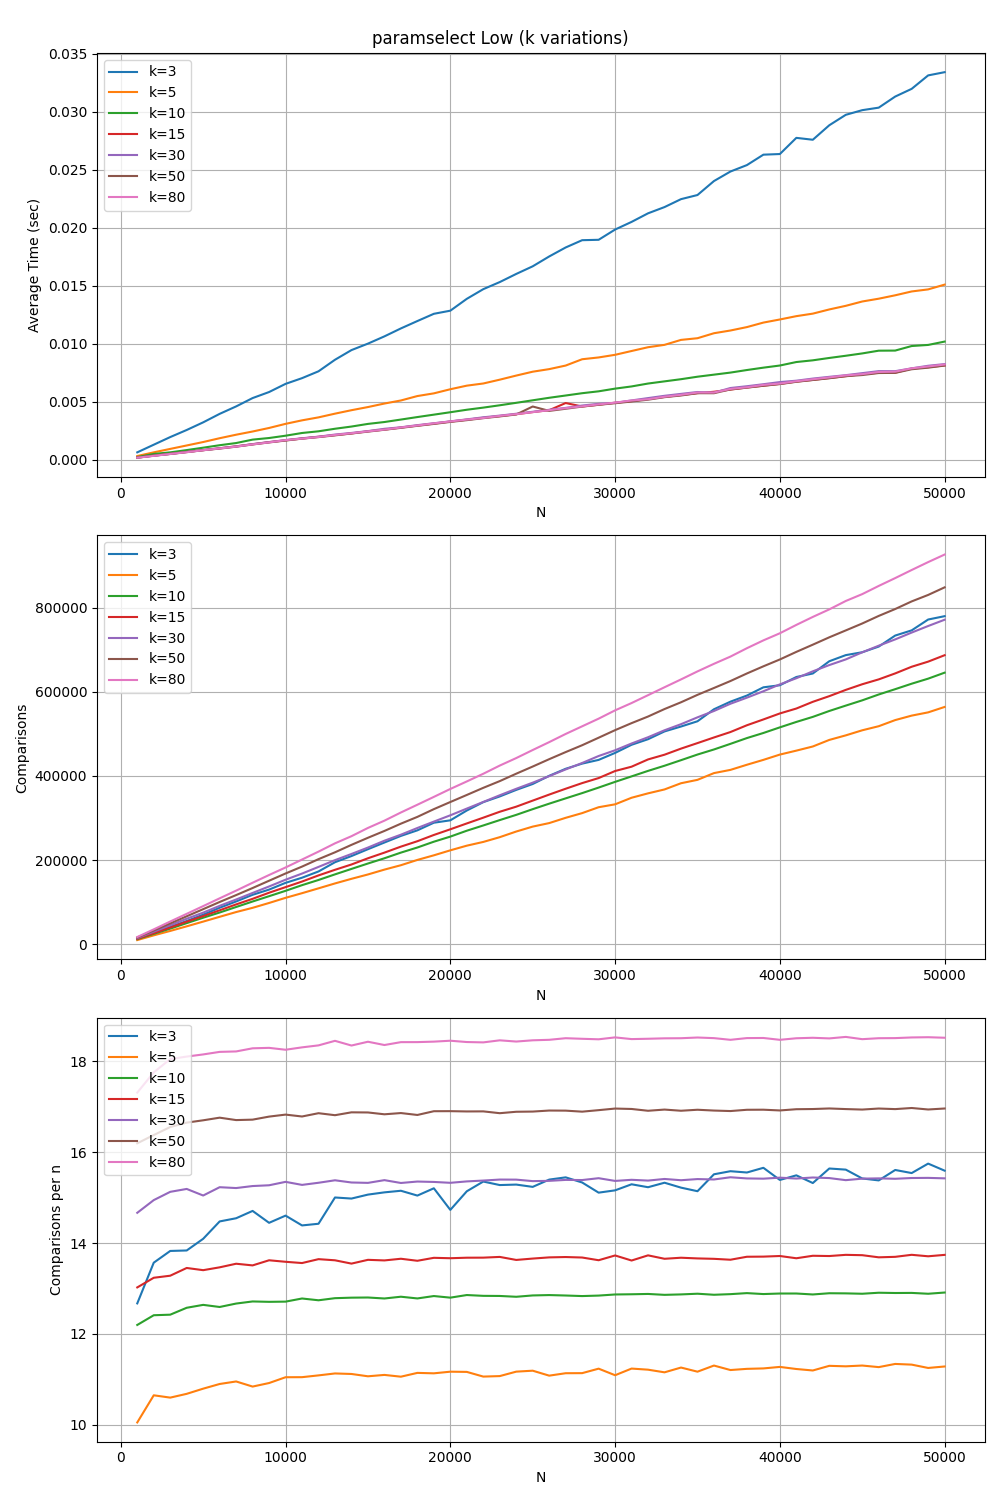 paramselect Low (k variations)
0.035
0.030
0.025
0.020
0.015
0.010
0.005
0.000
Average Time (sec)
k=3
k=5
k=10
k=15
k=30
k=50
k=80
0 10000 20000 30000 40000 50000
N
800000
600000
400000
200000
0
Comparisons
k=3
k=5
k=10
k=15
k=30
k=50
k=80
0 10000 20000 30000 40000 50000
N
18
16
14
12
10
Comparisons per n
k=3
k=5
k=10
k=15
k=30
k=50
k=80
0 10000 20000 30000 40000 50000
N